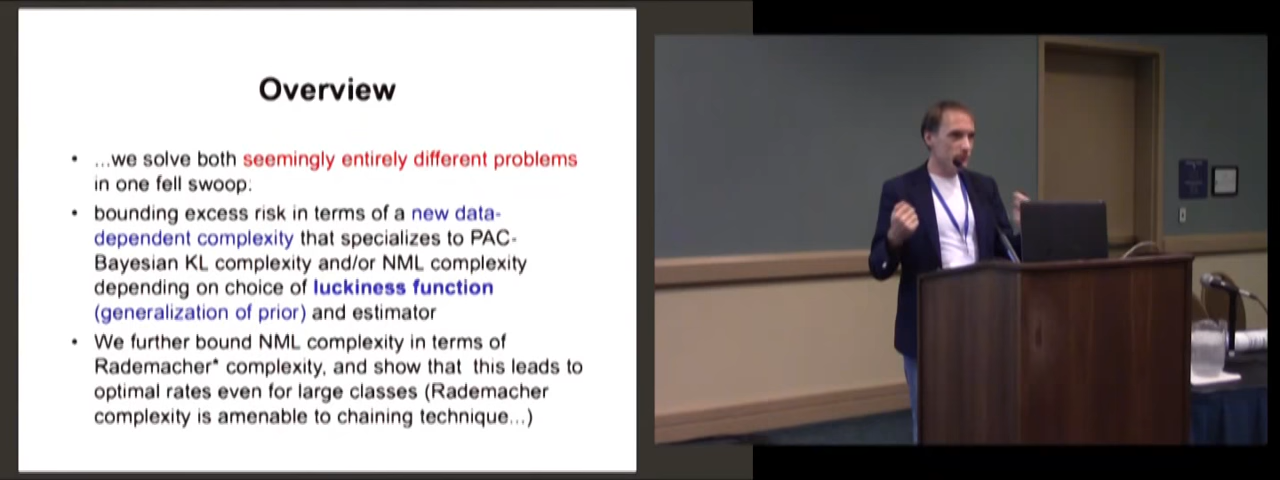 Overview
• ...we solve both seemingly entirely different problems
in one fell swoop:
• bounding excess risk in terms of a new data-
dependent complexity that specializes to PAC-
Bayesian KL complexity and/or NML complexity
depending on choice of luckiness function
(generalization of prior) and estimator
• We further bound NML complexity in terms of
Rademacher* complexity, and show that this leads to
optimal rates even for large classes (Rademacher
complexity is amenable to chaining technique...)